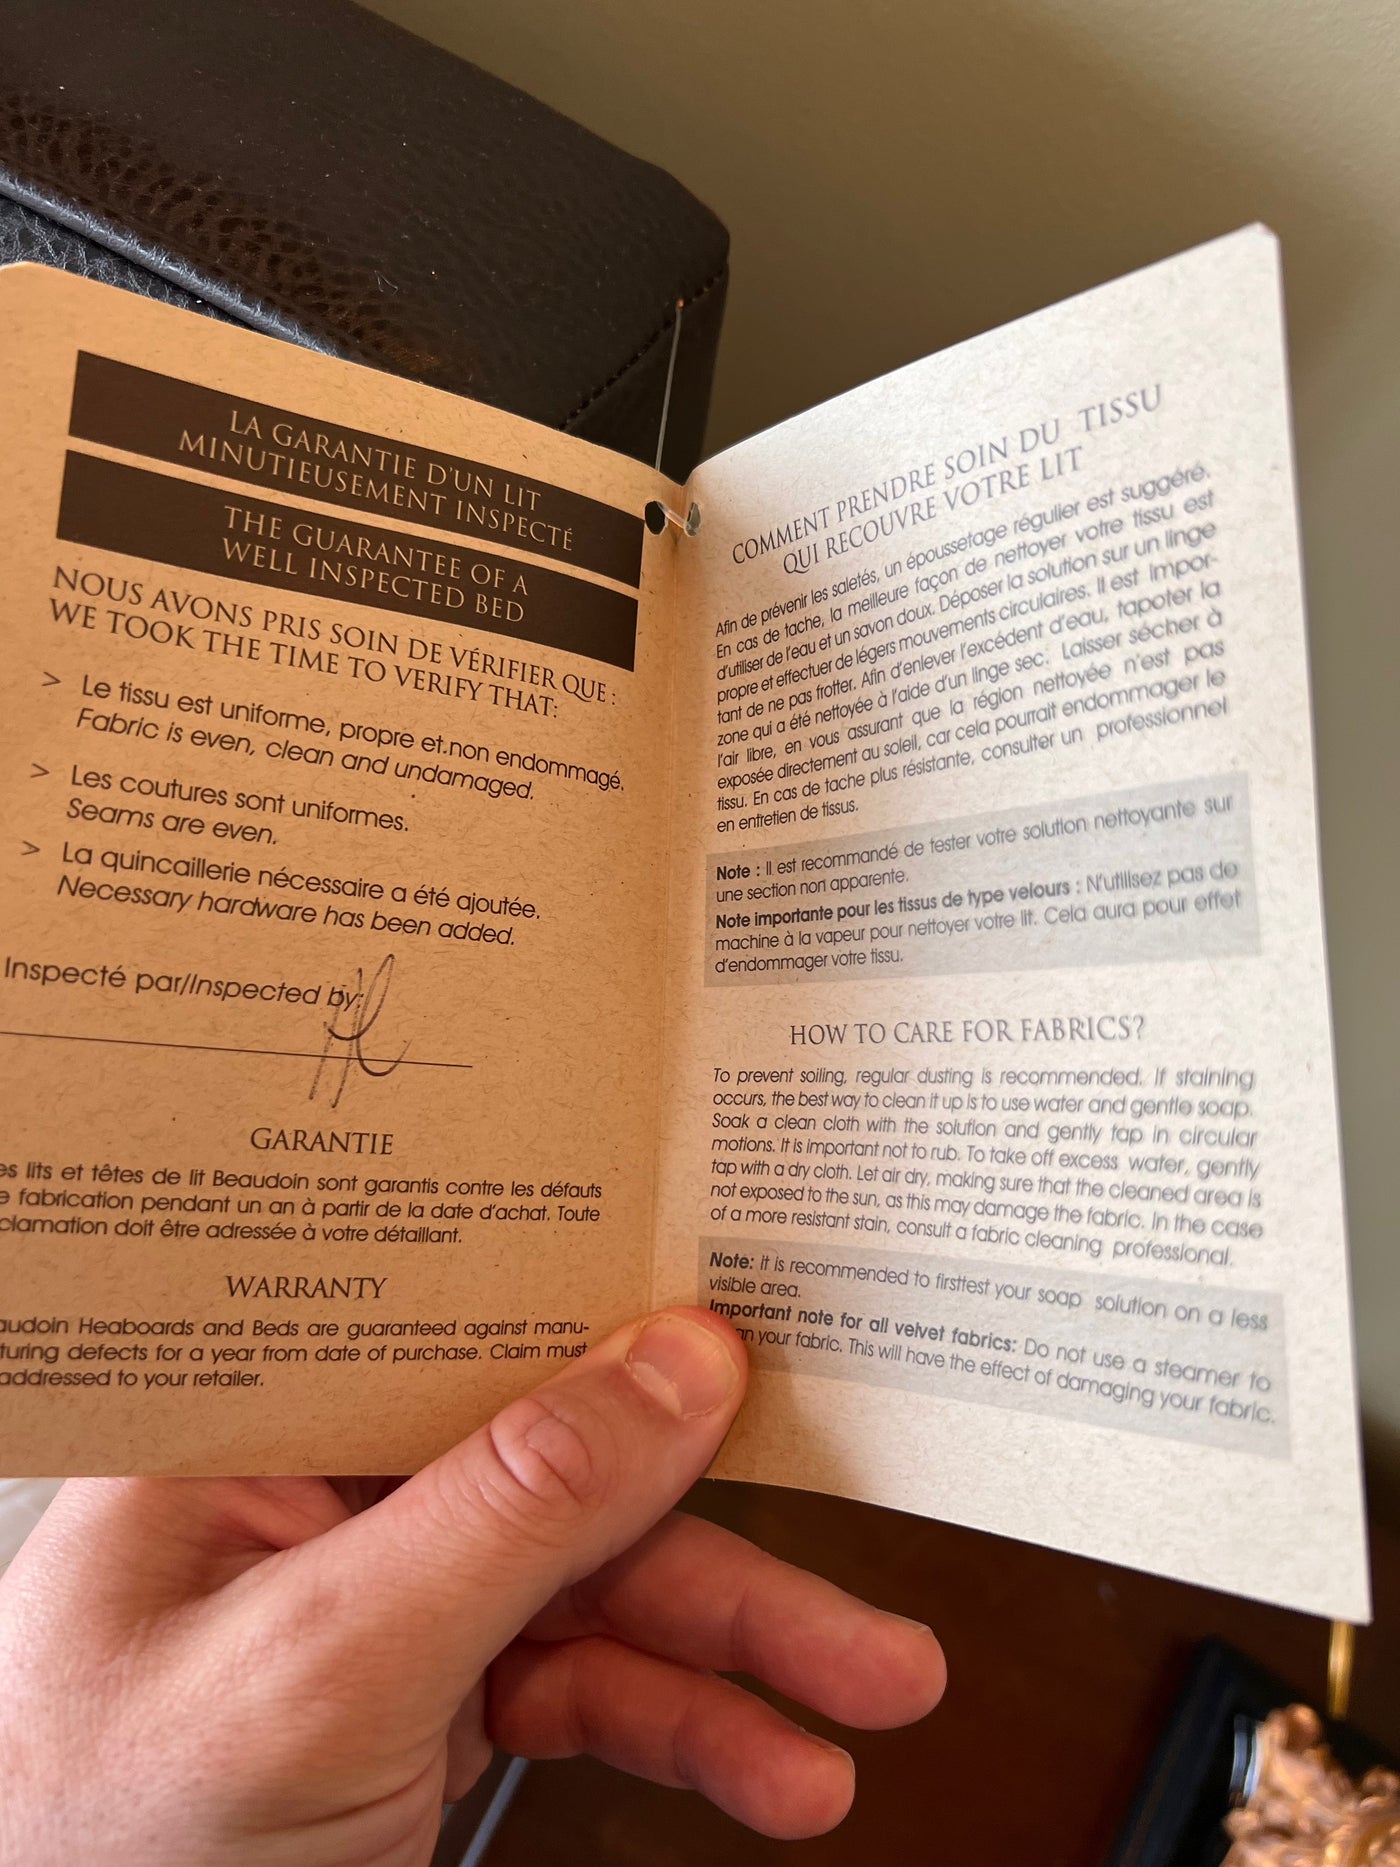 LA GARANTIE D'UN LIT
MINUTIEUSEMENT INSPECTÉ
THE GUARANTEE OF A
WELL INSPECTED BED
NOUS AVONS PRIS SOIN DE VÉRIFIER QUE :
WE TOOK THE TIME TO VERIFY THAT:
> Le tissu est uniforme, propre et non endommagé.
Fabric is even, clean and undamaged.
> Les coutures sont uniformes.
Seams are even.
> La quincaillerie nécessaire a été ajoutée.
Necessary hardware has been added.
Inspecté par/Inspected by:
GARANTIE
es lits et têtes de lit Beaudoin sont garantis contre les défauts
e fabrication pendant un an à partir de la date d'achat. Toute
clamation doit être adressée à votre détaillant.
WARRANTY
audoin Heaboards and Beds are guaranteed against manu-
turing defects for a year from date of purchase. Claim must
addressed to your retailer.
COMMENT PRENDRE SOIN DU TISSU
QUI RECOUVRE VOTRE LIT
Afin de prévenir les saletés, un époussetage régulier est suggéré.
En cas de tache, la meilleure façon de nettoyer votre tissu est
d'utiliser de l'eau et un savon doux. Déposer la solution sur un linge
propre et effectuer de légers mouvements circulaires. Il est impor-
tant de ne pas frotter. Afin d'enlever l'excédent d'eau, tapoter la
zone qui a été nettoyée à l'aide d'un linge sec. Laisser sécher à
l'air libre, en vous assurant que la région nettoyée n'est pas
exposée directement au soleil, car cela pourrait endommager le
tissu. En cas de tache plus résistante, consulter un professionnel
en entretien de tissus.
Note : Il est recommandé de tester votre solution nettoyante sur
une section non apparente.
Note importante pour les tissus de type velours : N'utilisez pas de
machine à la vapeur pour nettoyer votre lit. Cela aura pour effet
d'endommager votre tissu.
HOW TO CARE FOR FABRICS?
To prevent soiling, regular dusting is recommended. If staining
occurs, the best way to clean it up is to use water and gentle soap.
Soak a clean cloth with the solution and gently tap in circular
motions. It is important not to rub. To take off excess water, gently
tap with a dry cloth. Let air dry, making sure that the cleaned area is
not exposed to the sun, as this may damage the fabric. In the case
of a more resistant stain, consult a fabric cleaning professional.
Note: It is recommended to firsttest your soap solution on a less
visible area.
Important note for all velvet fabrics: Do not use a steamer to
an your fabric. This will have the effect of damaging your fabric.